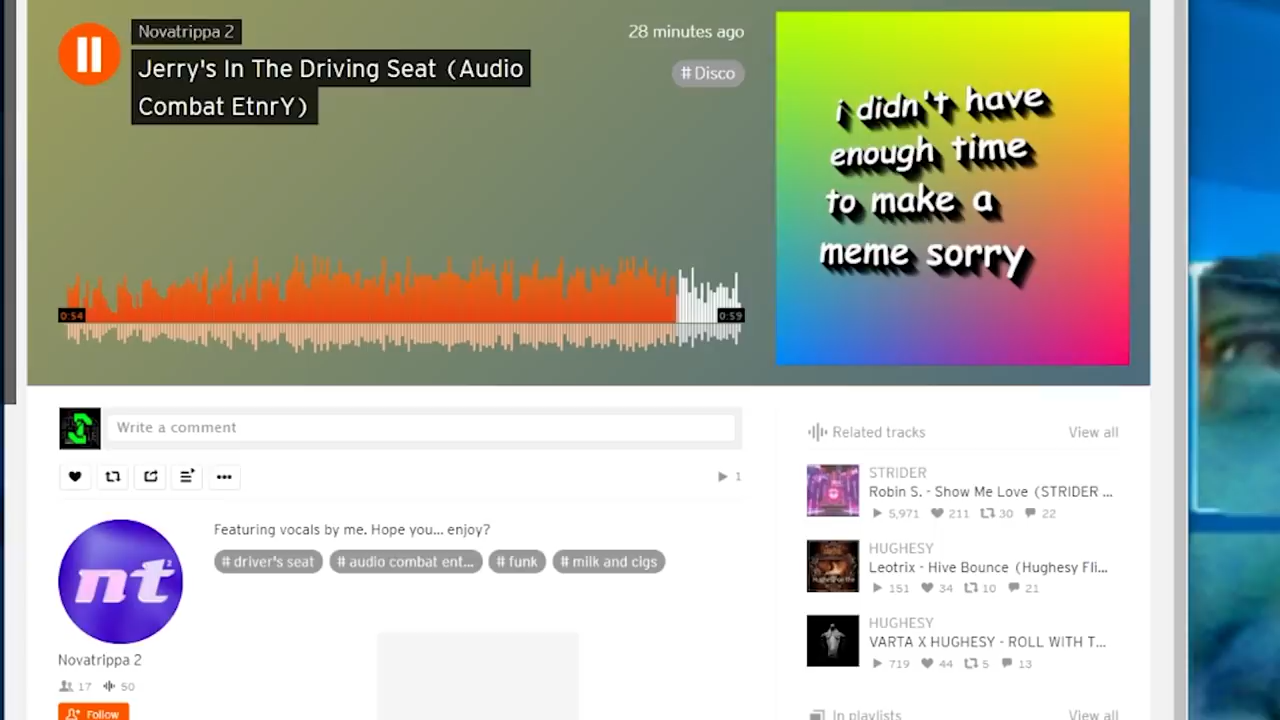 Novatrippa 2
28 minutes ago
Jerry's In The Driving Seat (Audio
Combat EtnrY)
# Disco
i didn't have
enough time
to make a
meme sorry
0:54
0:59
Write a comment
1
Related tracks
View all
STRIDER
Robin S. - Show Me Love (STRIDER ...
5,971 211 30 22
HUGHESY
Leotrix - Hive Bounce (Hughesy Fli...
151 34 10 21
HUGHESY
VARTA X HUGHESY - ROLL WITH T...
719 44 5 13
In playlists
View all
nt2
Featuring vocals by me. Hope you... enjoy?
# driver's seat # audio combat ent... # funk # milk and cigs
Novatrippa 2
17 50
Follow